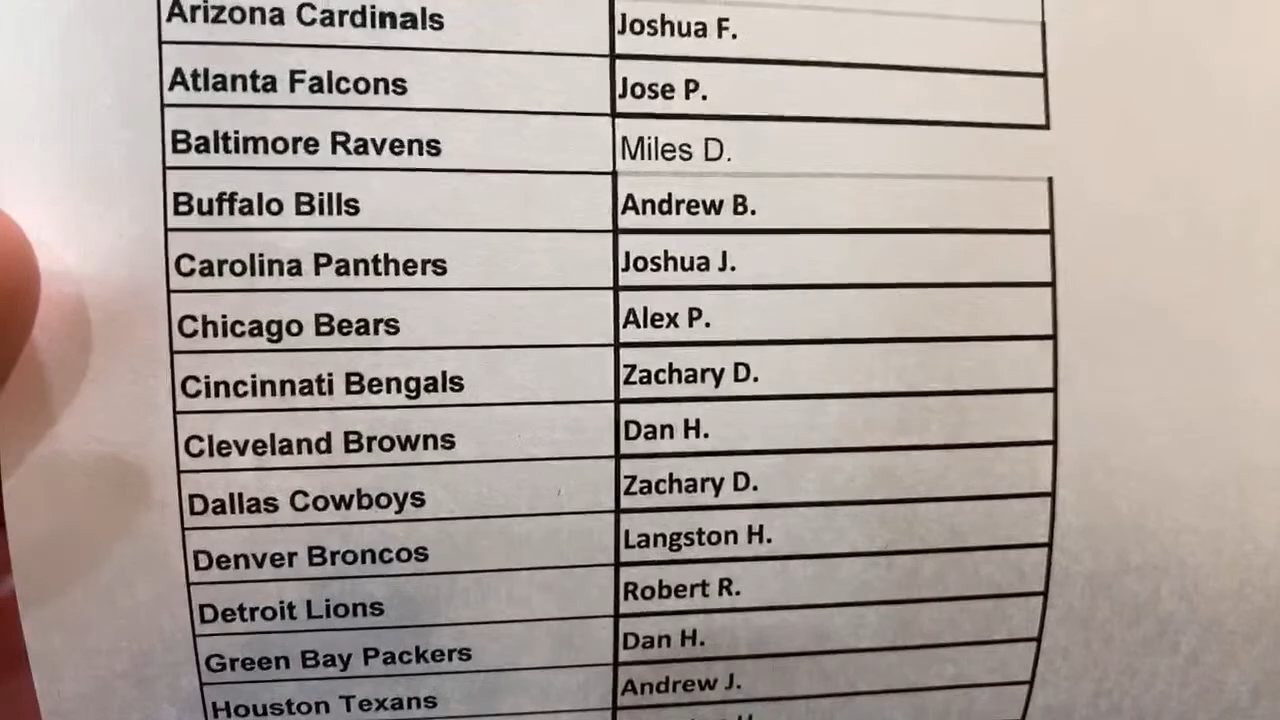 Arizona Cardinals Joshua F.
Atlanta Falcons Jose P.
Baltimore Ravens Miles D.
Buffalo Bills Andrew B.
Carolina Panthers Joshua J.
Chicago Bears Alex P.
Cincinnati Bengals Zachary D.
Cleveland Browns Dan H.
Dallas Cowboys Zachary D.
Denver Broncos Langston H.
Detroit Lions Robert R.
Green Bay Packers Dan H.
Houston Texans Andrew J.